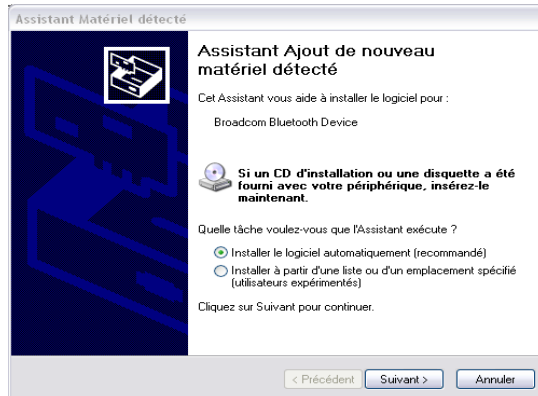 Assistant Matériel détecté
Assistant Ajout de nouveau
matériel détecté
Cet Assistant vous aide à installer le logiciel pour :
Broadcom Bluetooth Device
Si un CD d'installation ou une disquette a été
fourni avec votre périphérique, insérez-le
maintenant.
Quelle tâche voulez-vous que l'Assistant exécute ?
Installer le logiciel automatiquement (recommandé)
Installer à partir d'une liste ou d'un emplacement spécifié
(utilisateurs expérimentés)
Cliquez sur Suivant pour continuer.
< Précédent Suivant > Annuler